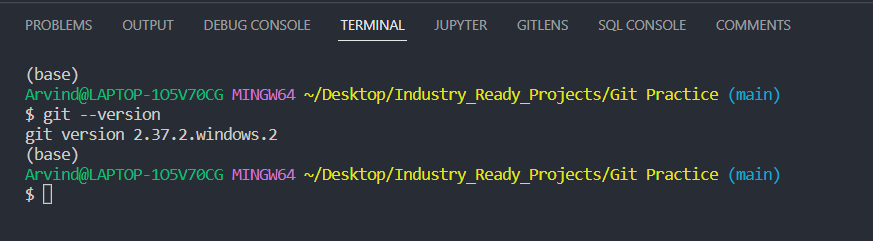 PROBLEMS OUTPUT DEBUG CONSOLE TERMINAL JUPYTER GITLENS SQL CONSOLE COMMENTS
(base)
Arvind@LAPTOP-1O5V70CG MINGW64 ~/Desktop/Industry_Ready_Projects/Git Practice (main)
$ git --version
git version 2.37.2.windows.2
(base)
Arvind@LAPTOP-1O5V70CG MINGW64 ~/Desktop/Industry_Ready_Projects/Git Practice (main)
$